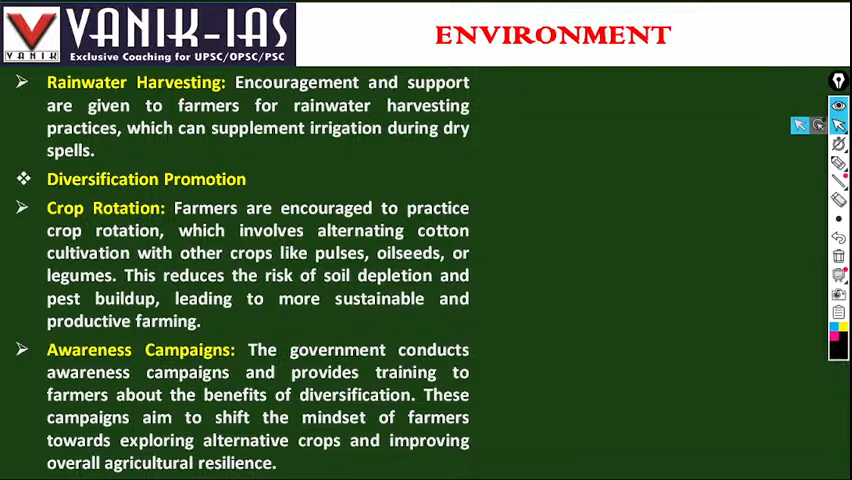 VANIK-IAS
VANIK
Exclusive Coaching for UPSC/OPSC/PSC
ENVIRONMENT
➢ Rainwater Harvesting: Encouragement and support
are given to farmers for rainwater harvesting
practices, which can supplement irrigation during dry
spells.
❖ Diversification Promotion
➢ Crop Rotation: Farmers are encouraged to practice
crop rotation, which involves alternating cotton
cultivation with other crops like pulses, oilseeds, or
legumes. This reduces the risk of soil depletion and
pest buildup, leading to more sustainable and
productive farming.
➢ Awareness Campaigns: The government conducts
awareness campaigns and provides training to
farmers about the benefits of diversification. These
campaigns aim to shift the mindset of farmers
towards exploring alternative crops and improving
overall agricultural resilience.